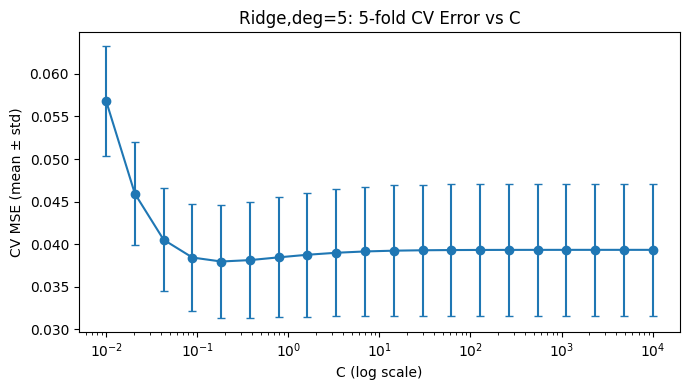 Ridge,deg=5: 5-fold CV Error vs C
CV MSE (mean ± std)
0.060
0.055
0.050
0.045
0.040
0.035
0.030
10⁻² 10⁻¹ 10⁰ 10¹ 10² 10³ 10⁴
C (log scale)